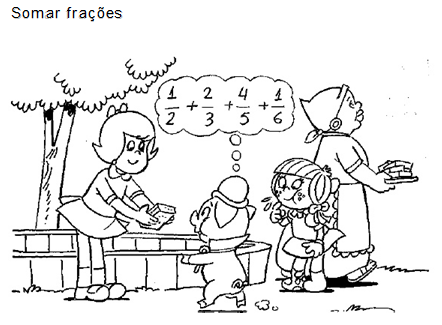 Somar frações
1/2 + 2/3 + 4/5 + 1/6